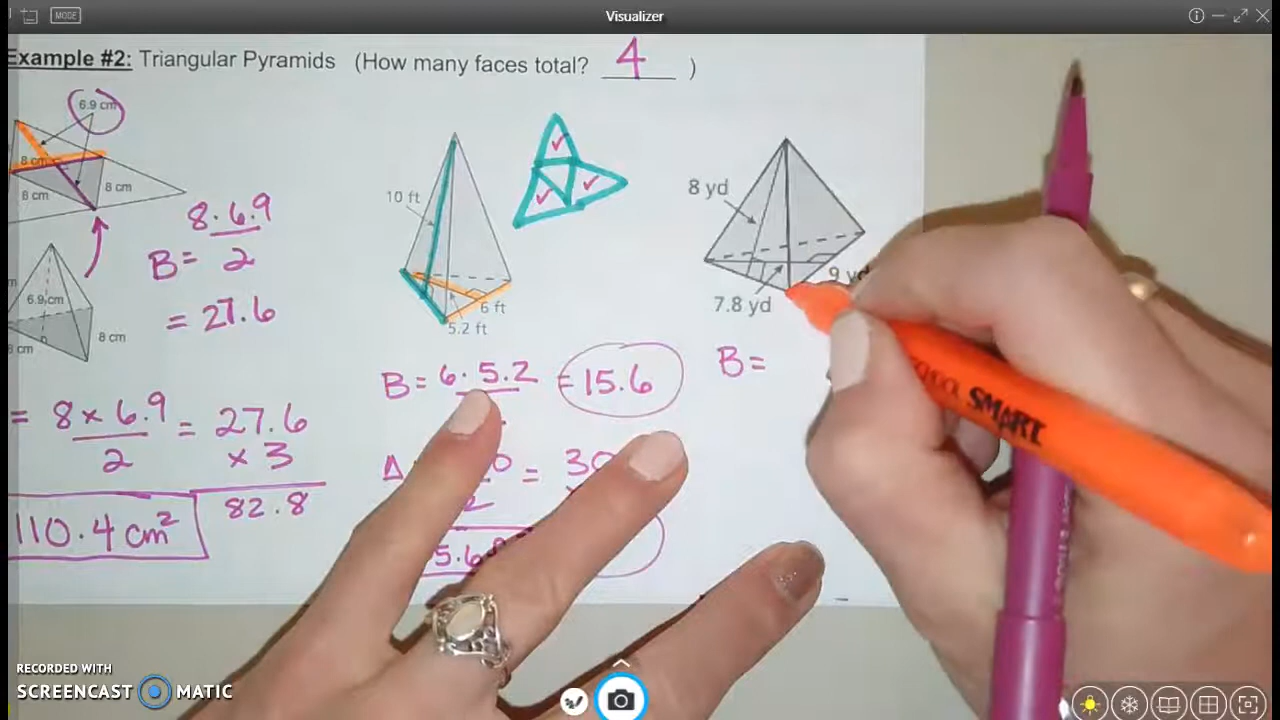 MODE
Visualizer
Example #2: Triangular Pyramids (How many faces total? 4 )
6.9 cm
8 cm
8 cm
8 cm
8 · 6.9
B = 2
= 27.6
6.9 cm
8 cm
cm
= 8 x 6.9 = 27.6
2
x 3
82.8
110.4 cm²
10 ft
6 ft
5.2 ft
B = 6 · 5.2 = 15.6
=
8 yd
9 yd
7.8 yd
B =
SMART
RECORDED WITH
SCREENCAST MATIC